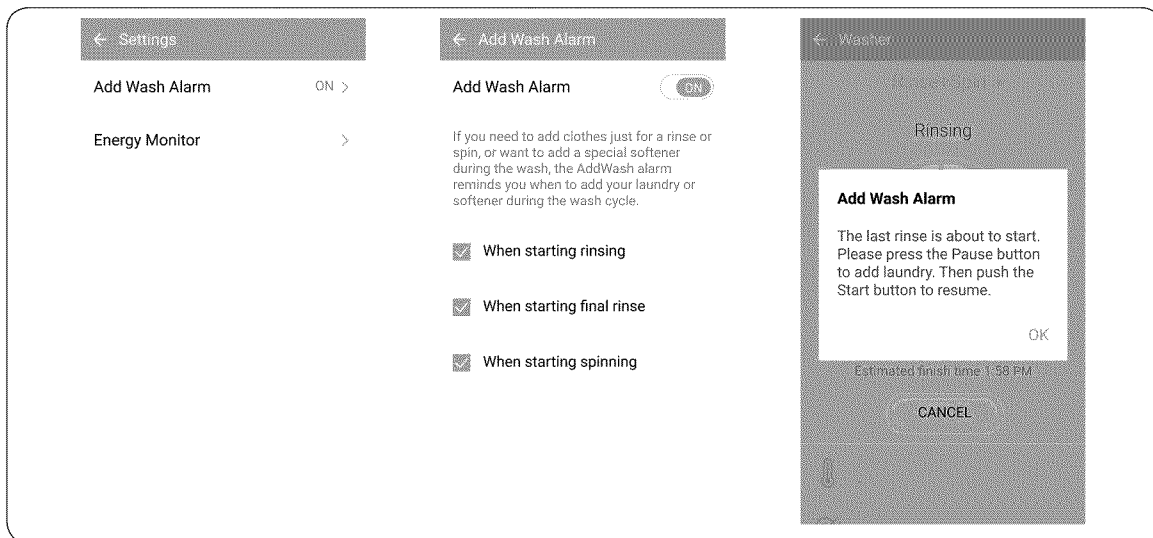 ← Settings
Add Wash Alarm ON >
Energy Monitor >
← Add Wash Alarm
Add Wash Alarm ON
If you need to add clothes just for a rinse or
spin, or want to add a special softener
during the wash, the AddWash alarm
reminds you when to add your laundry or
softener during the wash cycle.
When starting rinsing
When starting final rinse
When starting spinning
← Washer
Rinsing
Add Wash Alarm
The last rinse is about to start.
Please press the Pause button
to add laundry. Then push the
Start button to resume.
OK
Estimated finish time 1:58 PM
CANCEL